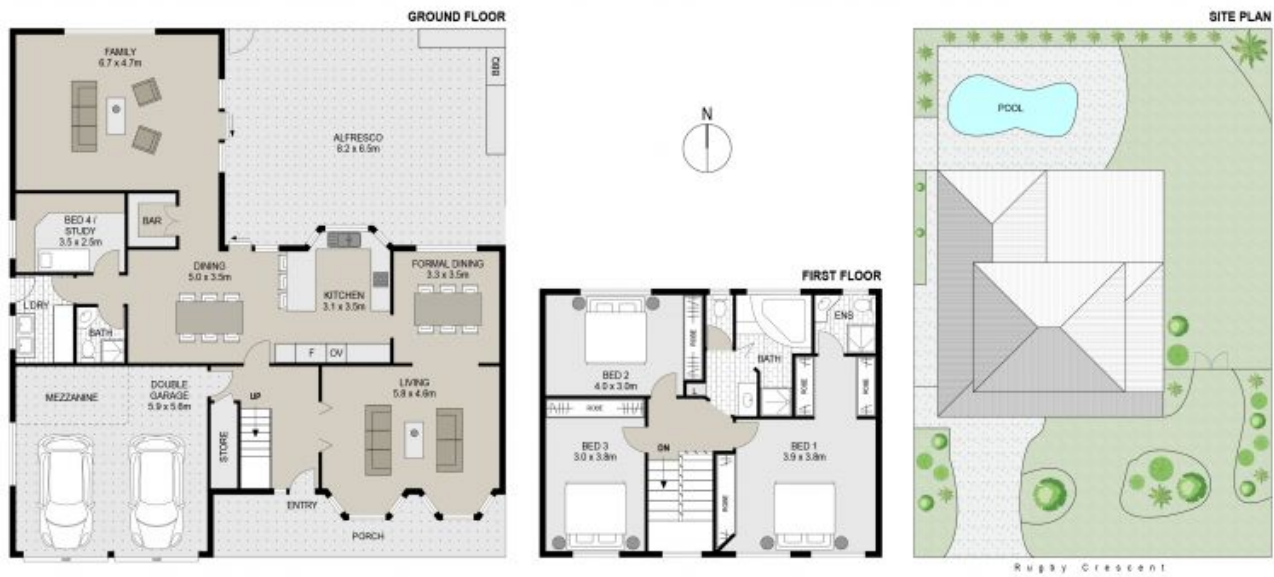 GROUND FLOOR
FAMILY
6.7 x 4.7m
BBQ
ALFRESCO
8.2 x 6.5m
BED 4 /
STUDY
3.5 x 2.5m
BAR
DINING
5.0 x 3.5m
KITCHEN
3.1 x 3.5m
FORMAL DINING
3.3 x 3.5m
LDRY
BATH
F
OV
MEZZANINE
DOUBLE
GARAGE
5.9 x 5.6m
UP
STORE
LIVING
5.8 x 4.6m
ENTRY
PORCH
N
FIRST FLOOR
BED 2
4.0 x 3.0m
ROBE
L
BATH
ENS
ROBE
ROBE
ROBE
BED 3
3.0 x 3.8m
DN
ROBE
BED 1
3.9 x 3.8m
SITE PLAN
POOL
Rugby Crescent